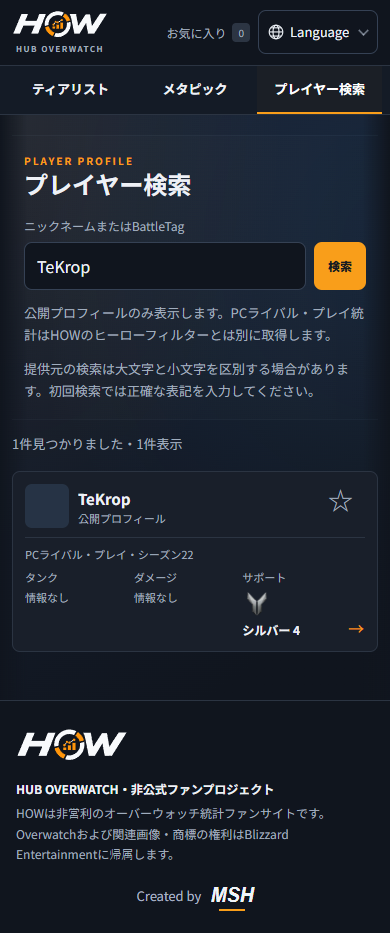 HOW
HUB OVERWATCH
お気に入り 0
Language
ティアリスト メタピック プレイヤー検索
PLAYER PROFILE
プレイヤー検索
ニックネームまたはBattleTag
TeKrop 検索
公開プロフィールのみ表示します。PCライバル・プレイ統
計はHOWのヒーローフィルターとは別に取得します。
提供元の検索は大文字と小文字を区別する場合がありま
す。初回検索では正確な表記を入力してください。
1件見つかりました・1件表示
TeKrop
公開プロフィール
PCライバル・プレイ・シーズン22
タンク ダメージ サポート
情報なし 情報なし
シルバー 4 →
HOW
HUB OVERWATCH・非公式ファンプロジェクト
HOWは非営利のオーバーウォッチ統計ファンサイトです。
Overwatchおよび関連画像・商標の権利はBlizzard
Entertainmentに帰属します。
Created by MSH